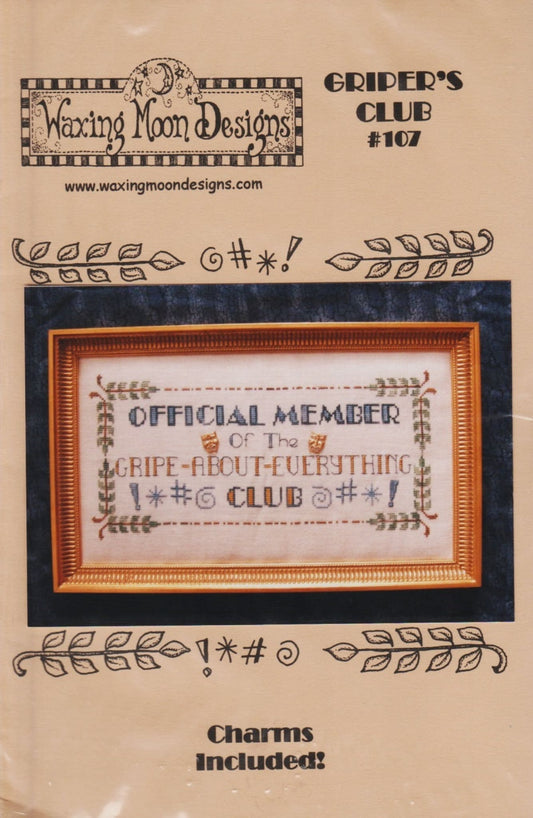 Waxing Moon Designs
www.waxingmoondesigns.com
GRIPER'S
CLUB
#107
@#*!
OFFICIAL MEMBER
Of The
GRIPE-ABOUT-EVERYTHING
!*#@ CLUB @#*!
!*# @
Charms
Included!